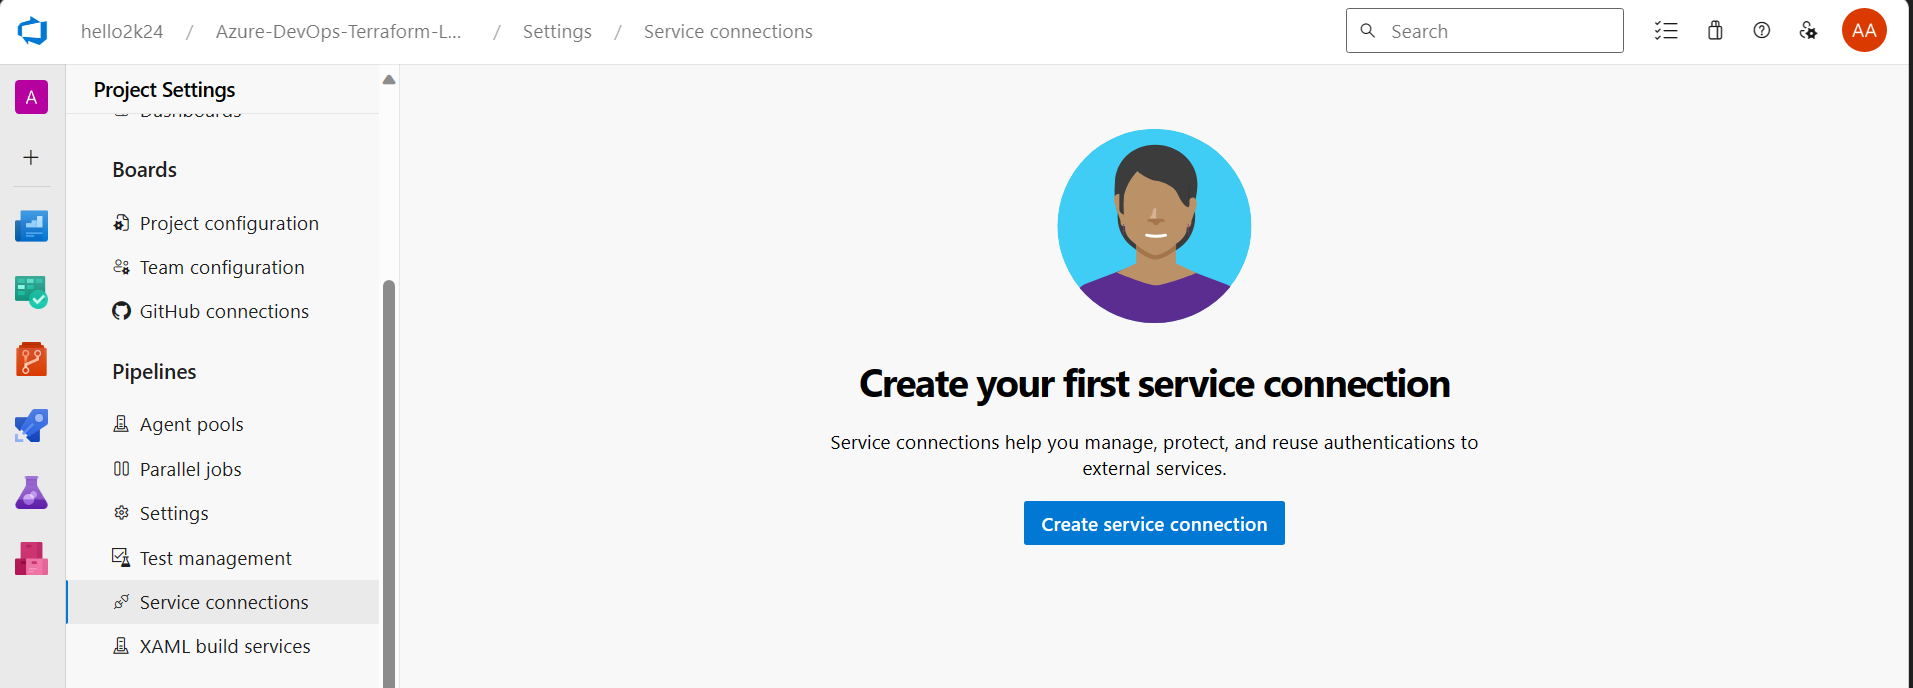 hello2k24 / Azure-DevOps-Terraform-L... / Settings / Service connections
Search
AA
A
Project Settings
Dashboards
Boards
Project configuration
Team configuration
GitHub connections
Pipelines
Agent pools
Parallel jobs
Settings
Test management
Service connections
XAML build services
Create your first service connection
Service connections help you manage, protect, and reuse authentications to
external services.
Create service connection